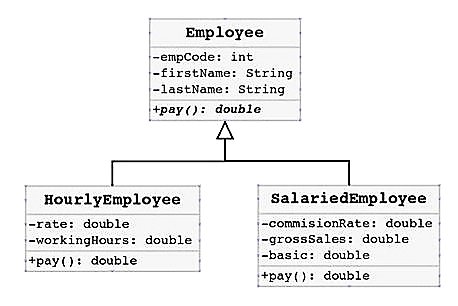 Employee
-empCode: int
-firstName: String
-lastName: String
+pay(): double
HourlyEmployee
-rate: double
-workingHours: double
+pay(): double
SalariedEmployee
-commisionRate: double
-grossSales: double
-basic: double
+pay(): double